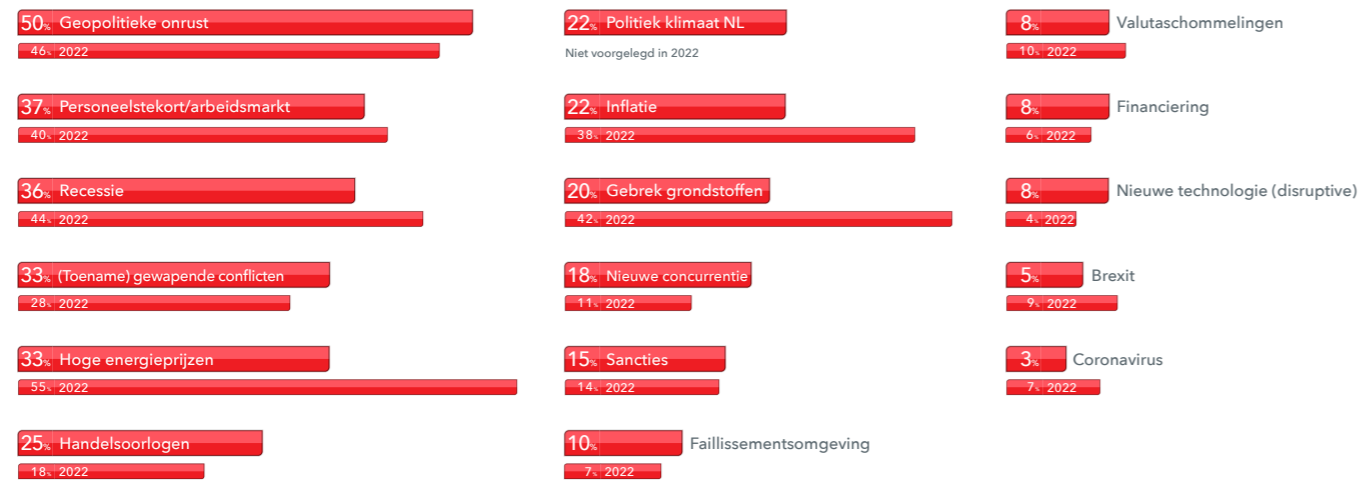 50% Geopolitieke onrust
46% 2022
37% Personeelstekort/arbeidsmarkt
40% 2022
36% Recessie
44% 2022
33% (Toename) gewapende conflicten
28% 2022
33% Hoge energieprijzen
55% 2022
25% Handelsoorlogen
18% 2022
22% Politiek klimaat NL
Niet voorgelegd in 2022
22% Inflatie
38% 2022
20% Gebrek grondstoffen
42% 2022
18% Nieuwe concurrentie
11% 2022
15% Sancties
14% 2022
10% Faillissementsomgeving
7% 2022
8% Valutaschommelingen
10% 2022
8% Financiering
6% 2022
8% Nieuwe technologie (disruptive)
4% 2022
5% Brexit
9% 2022
3% Coronavirus
7% 2022